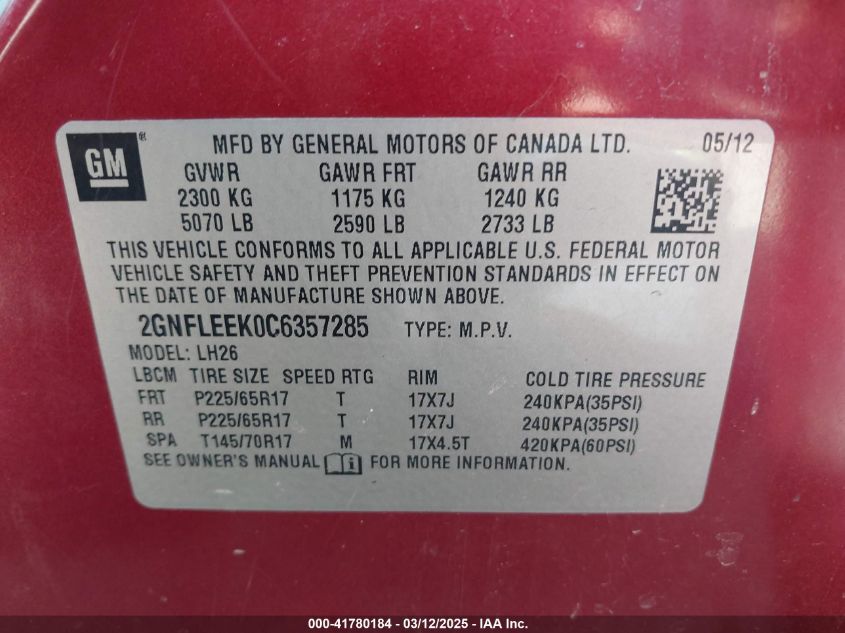 GM ® MFD BY GENERAL MOTORS OF CANADA LTD. 05/12
GVWR GAWR FRT GAWR RR
2300 KG 1175 KG 1240 KG
5070 LB 2590 LB 2733 LB
THIS VEHICLE CONFORMS TO ALL APPLICABLE U.S. FEDERAL MOTOR
VEHICLE SAFETY AND THEFT PREVENTION STANDARDS IN EFFECT ON
THE DATE OF MANUFACTURE SHOWN ABOVE.
2GNFLEEK0C6357285 TYPE: M.P.V.
MODEL: LH26
LBCM TIRE SIZE SPEED RTG RIM COLD TIRE PRESSURE
FRT P225/65R17 T 17X7J 240KPA(35PSI)
RR P225/65R17 T 17X7J 240KPA(35PSI)
SPA T145/70R17 M 17X4.5T 420KPA(60PSI)
SEE OWNER'S MANUAL FOR MORE INFORMATION.
000-41780184 - 03/12/2025 - IAA Inc.